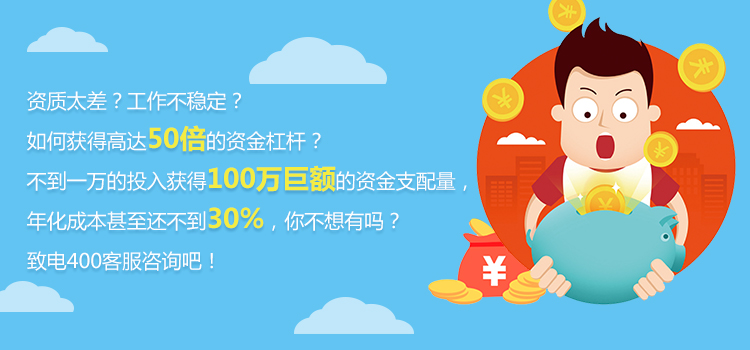 资质太差？工作不稳定？
如何获得高达50倍的资金杠杆？
不到一万的投入获得100万巨额的资金支配量，
年化成本甚至还不到30%，你不想有吗？
致电400客服咨询吧！
¥